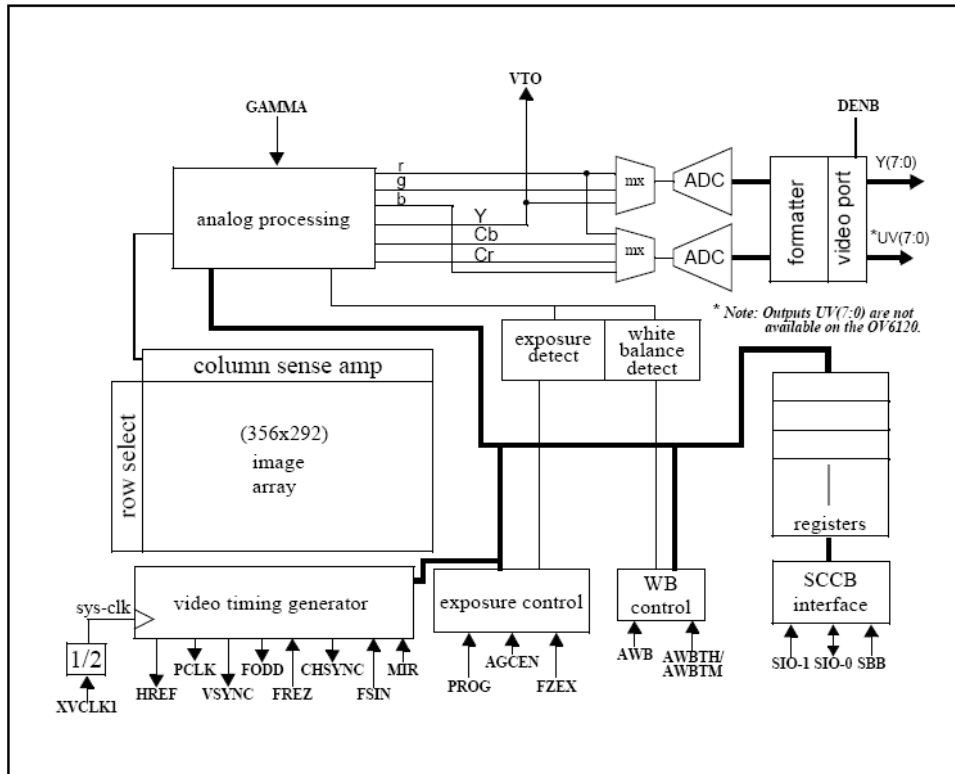 VTO
GAMMA
DENB
r
g
b
Y
Cb
Cr
analog processing
mx
ADC
mx
ADC
formatter
video port
Y(7:0)
*UV(7:0)
* Note: Outputs UV(7:0) are not
available on the OV6120.
exposure
detect
white
balance
detect
column sense amp
row select
(356x292)
image
array
registers
sys-clk
video timing generator
exposure control
WB
control
SCCB
interface
1/2
XVCLK1
HREF
PCLK
VSYNC
FODD
FREZ
CHSYNC
FSIN
MIR
PROG
AGCEN
FZEX
AWB
AWBTH/
AWBTM
SIO-1
SIO-0
SBB